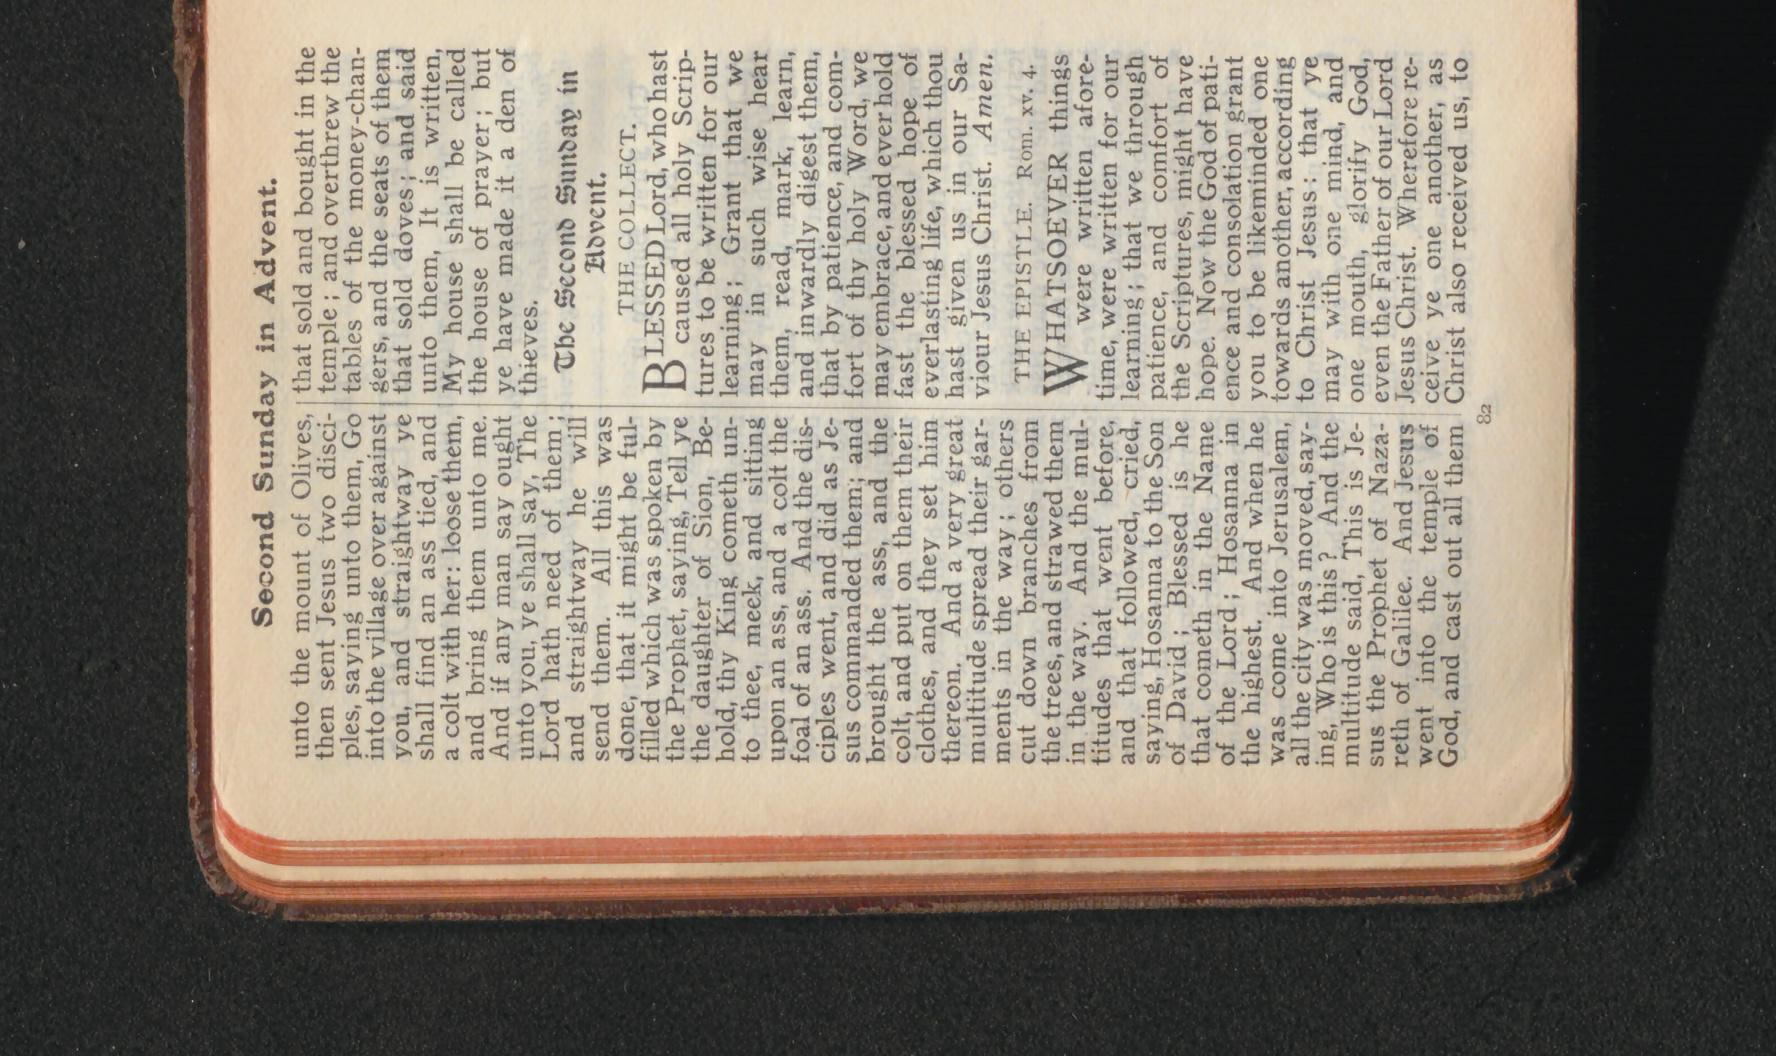 Second Sunday in Advent.
unto the mount of Olives,
then sent Jesus two disci-
ples, saying unto them, Go
into the village over against
you, and straightway ye
shall find an ass tied, and
a colt with her: loose them,
and bring them unto me.
And if any man say ought
unto you, ye shall say, The
Lord hath need of them;
and straightway he will
send them. All this was
done, that it might be ful-
filled which was spoken by
the Prophet, saying, Tell ye
the daughter of Sion, Be-
hold, thy King cometh un-
to thee, meek, and sitting
upon an ass, and a colt the
foal of an ass. And the dis-
ciples went, and did as Je-
sus commanded them; and
brought the ass, and the
colt, and put on them their
clothes, and they set him
thereon. And a very great
multitude spread their gar-
ments in the way; others
cut down branches from
the trees, and strawed them
in the way. And the mul-
titudes that went before,
and that followed, cried,
saying, Hosanna to the Son
of David; Blessed is he
that cometh in the Name
of the Lord; Hosanna in
the highest. And when he
was come into Jerusalem,
all the city was moved, say-
ing, Who is this? And the
multitude said, This is Je-
sus the Prophet of Naza-
reth of Galilee. And Jesus
went into the temple of
God, and cast out all them
that sold and bought in the
temple; and overthrew the
tables of the money-chan-
gers, and the seats of them
that sold doves; and said
unto them, It is written,
My house shall be called
the house of prayer; but
ye have made it a den of
thieves.
The Second Sunday in
Advent.
THE COLLECT.
BLESSED Lord, who hast
caused all holy Scrip-
tures to be written for our
learning; Grant that we
may in such wise hear
them, read, mark, learn,
and inwardly digest them,
that by patience, and com-
fort of thy holy Word, we
may embrace, and ever hold
fast the blessed hope of
everlasting life, which thou
hast given us in our Sa-
viour Jesus Christ. Amen.
THE EPISTLE. Rom. xv. 4.
WHATSOEVER things
were written afore-
time, were written for our
learning; that we through
patience, and comfort of
the Scriptures, might have
hope. Now the God of pati-
ence and consolation grant
you to be likeminded one
towards another, according
to Christ Jesus: that ye
may with one mind, and
one mouth, glorify God,
even the Father of our Lord
Jesus Christ. Wherefore re-
ceive ye one another, as
Christ also received us, to
82